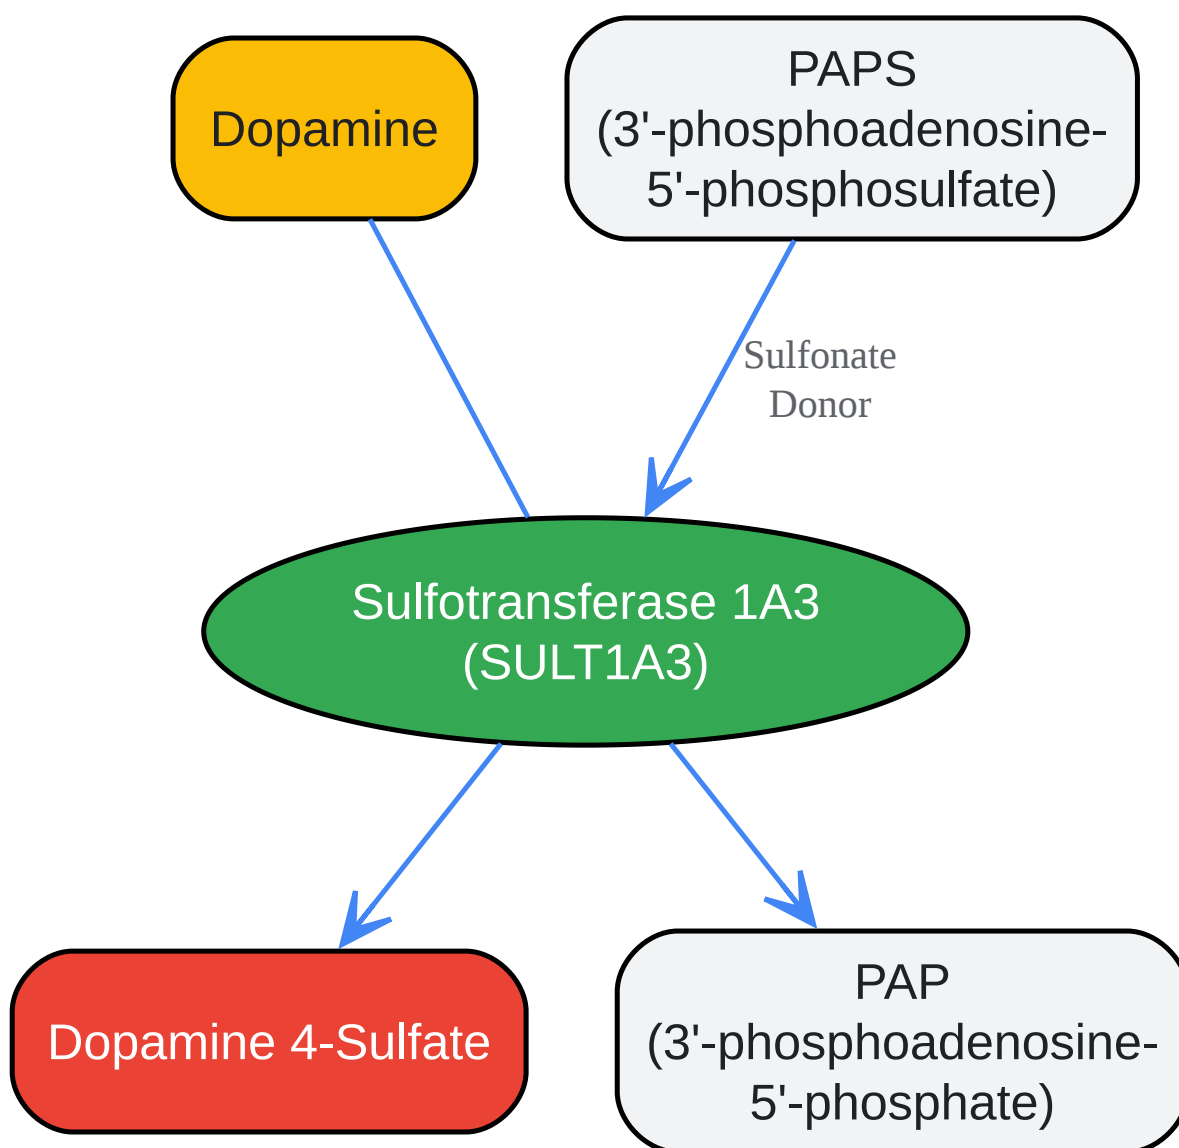 Dopamine
PAPS
(3'-phosphoadenosine-
5'-phosphosulfate)
Sulfonate
Donor
Sulfotransferase 1A3
(SULT1A3)
Dopamine 4-Sulfate
PAP
(3'-phosphoadenosine-
5'-phosphate)